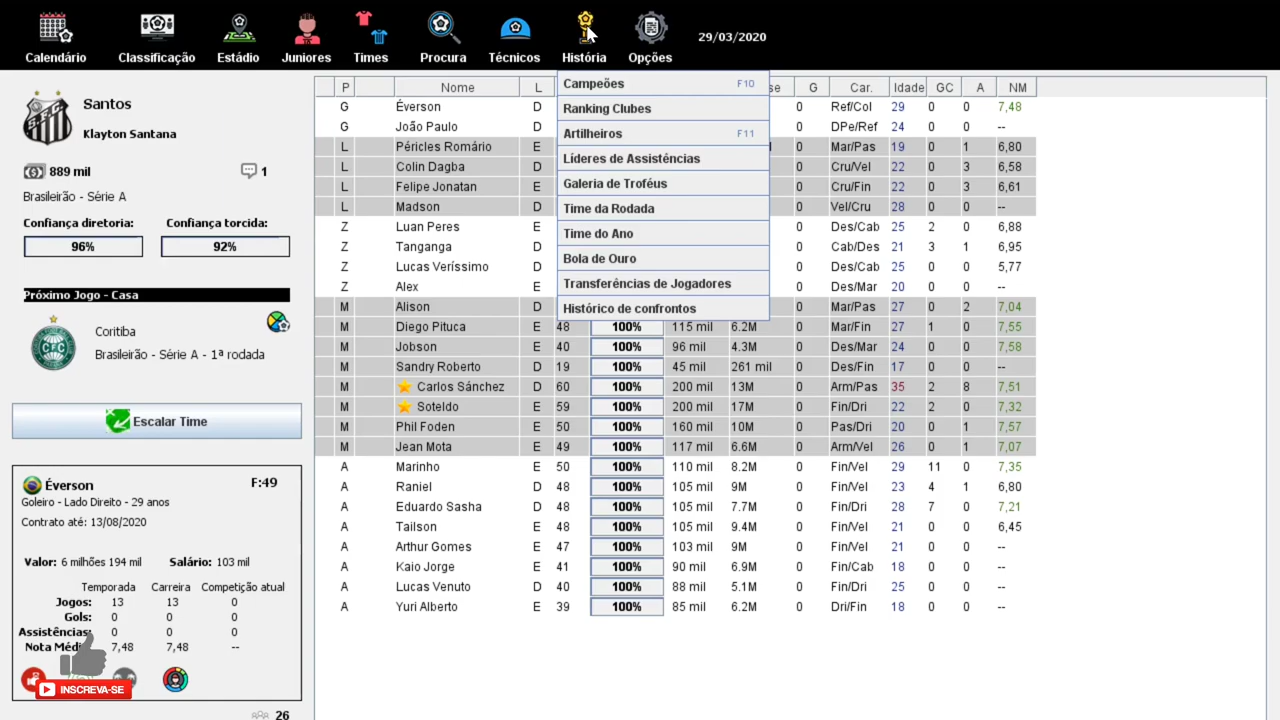 Calendário Classificação Estádio Juniores Times Procura Técnicos História Opções 29/03/2020
Campeões F10
Ranking Clubes
Artilheiros F11
Líderes de Assistências
Galeria de Troféus
Time da Rodada
Time do Ano
Bola de Ouro
Transferências de Jogadores
Histórico de confrontos
Santos
Klayton Santana
889 mil 1
Brasileirão - Série A
Confiança diretoria: Confiança torcida:
96% 92%
Próximo Jogo - Casa
Coritiba
Brasileirão - Série A - 1ª rodada
Escalar Time
Éverson F:49
Goleiro - Lado Direito - 29 anos
Contrato até: 13/08/2020
Valor: 6 milhões 194 mil Salário: 103 mil
Temporada Carreira Competição atual
Jogos: 13 13 0
Gols: 0 0 0
Assistências: 0 0 0
Nota Médi 7,48 7,48 --
INSCREVA-SE
26
P Nome L se G Car. Idade GC A NM
G Éverson D 0 Ref/Col 29 0 0 7,48
G João Paulo D 0 DPe/Ref 24 0 0 --
L Péricles Romário E 0 Mar/Pas 19 0 1 6,80
L Colin Dagba D 0 Cru/Vel 22 0 3 6,58
L Felipe Jonatan E 0 Cru/Fin 22 0 3 6,61
L Madson D 0 Vel/Cru 28 0 0 --
Z Luan Peres E 0 Des/Cab 25 2 0 6,88
Z Tanganga D 0 Cab/Des 21 3 1 6,95
Z Lucas Veríssimo D 0 Des/Cab 25 0 0 5,77
Z Alex E 0 Des/Mar 20 0 0 --
M Alison D 0 Mar/Pas 27 0 2 7,04
M Diego Pituca E 48 100% 115 mil 6.2M 0 Mar/Fin 27 1 0 7,55
M Jobson E 40 100% 96 mil 4.3M 0 Des/Mar 24 0 0 7,58
M Sandry Roberto D 19 100% 45 mil 261 mil 0 Des/Fin 17 0 0 --
M Carlos Sánchez D 60 100% 200 mil 13M 0 Arm/Pas 35 2 8 7,51
M Soteldo E 59 100% 200 mil 17M 0 Fin/Dri 22 2 0 7,32
M Phil Foden E 50 100% 160 mil 10M 0 Pas/Dri 20 0 1 7,57
M Jean Mota E 49 100% 117 mil 6.6M 0 Arm/Vel 26 0 1 7,07
A Marinho E 50 100% 110 mil 8.2M 0 Fin/Vel 29 11 0 7,35
A Raniel D 48 100% 105 mil 9M 0 Fin/Vel 23 4 1 6,80
A Eduardo Sasha D 48 100% 105 mil 7.7M 0 Fin/Dri 28 7 0 7,21
A Tailson E 48 100% 105 mil 9.4M 0 Fin/Vel 21 0 0 6,45
A Arthur Gomes E 47 100% 103 mil 9M 0 Fin/Vel 21 0 0 --
A Kaio Jorge E 41 100% 90 mil 6.9M 0 Fin/Cab 18 0 0 --
A Lucas Venuto D 40 100% 88 mil 5.1M 0 Fin/Dri 25 0 0 --
A Yuri Alberto E 39 100% 85 mil 6.2M 0 Dri/Fin 18 0 0 --